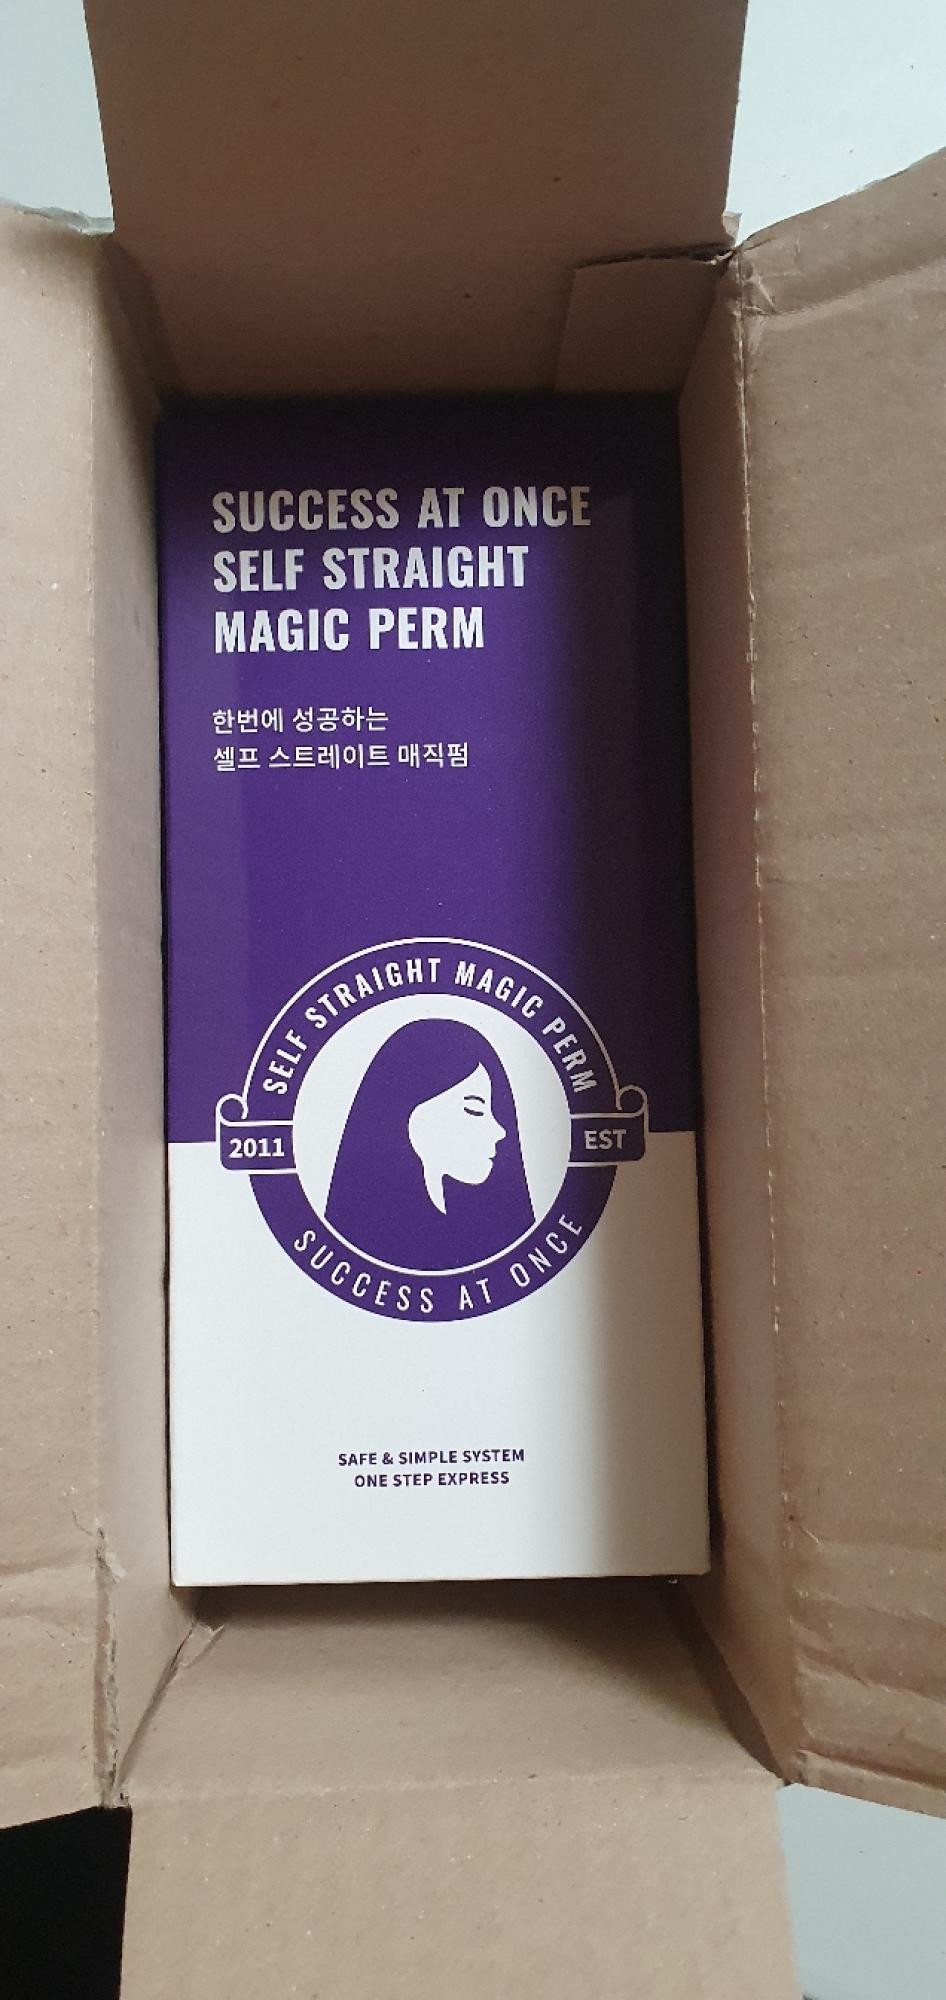 SUCCESS AT ONCE
SELF STRAIGHT
MAGIC PERM
한번에 성공하는
셀프 스트레이트 매직펌
SELF STRAIGHT MAGIC PERM
2011
EST
SUCCESS AT ONCE
SAFE & SIMPLE SYSTEM
ONE STEP EXPRESS